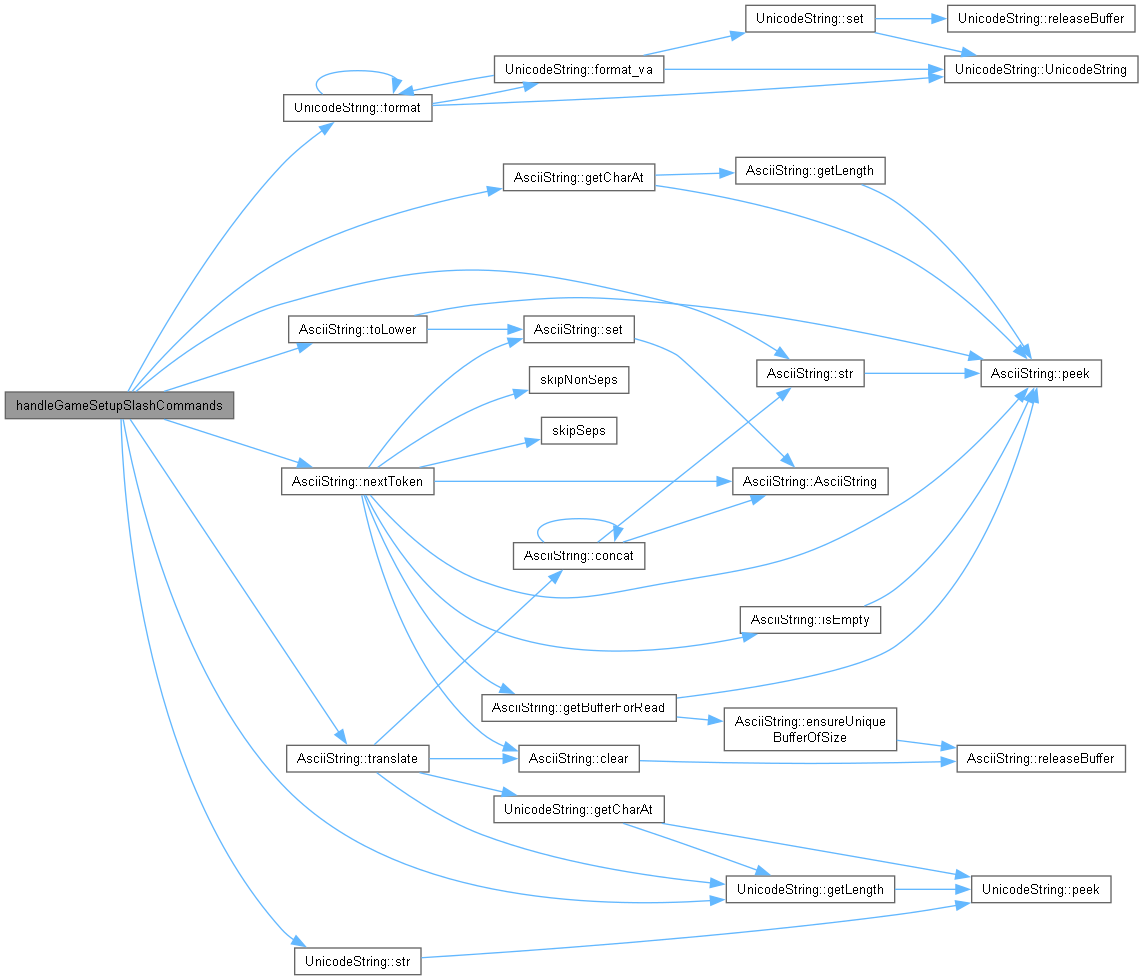 UnicodeString::set
UnicodeString::releaseBuffer
UnicodeString::format_va
UnicodeString::UnicodeString
UnicodeString::format
AsciiString::getCharAt
AsciiString::getLength
AsciiString::toLower
AsciiString::set
AsciiString::str
AsciiString::peek
skipNonSeps
handleGameSetupSlashCommands
skipSeps
AsciiString::nextToken
AsciiString::AsciiString
AsciiString::concat
AsciiString::isEmpty
AsciiString::getBufferForRead
AsciiString::ensureUnique
BufferOfSize
AsciiString::translate
AsciiString::clear
AsciiString::releaseBuffer
UnicodeString::getCharAt
UnicodeString::getLength
UnicodeString::peek
UnicodeString::str